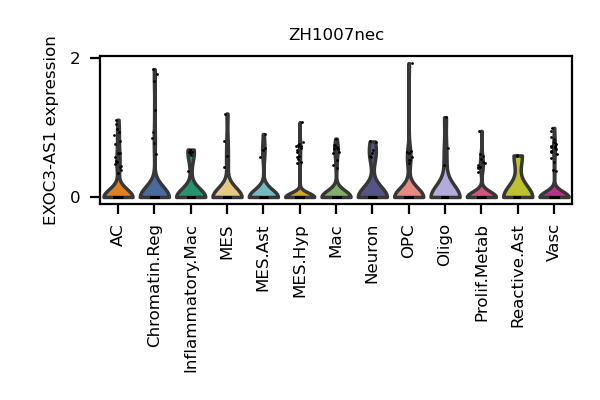 ZH1007nec
EXOC3-AS1 expression
2
0
AC
Chromatin.Reg
Inflammatory.Mac
MES
MES.Ast
MES.Hyp
Mac
Neuron
OPC
Oligo
Prolif.Metab
Reactive.Ast
Vasc